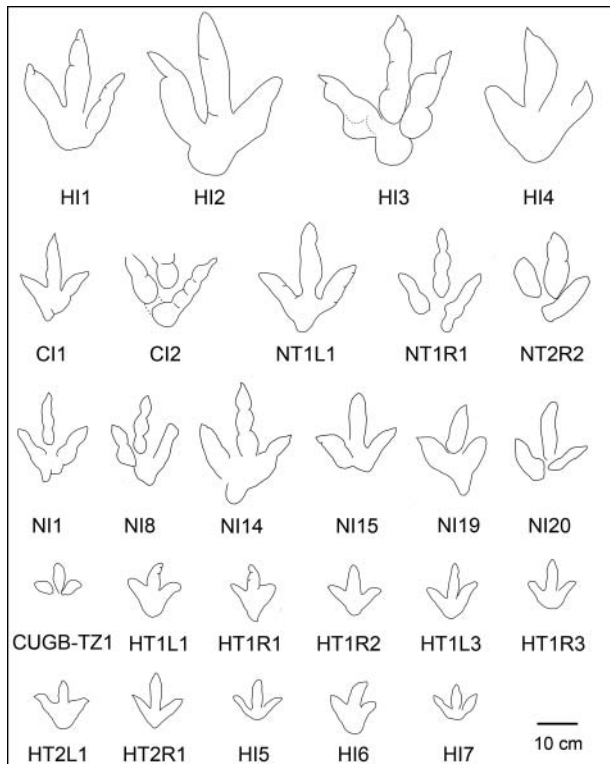 HI1 HI2 HI3 HI4
CI1 CI2 NT1L1 NT1R1 NT2R2
NI1 NI8 NI14 NI15 NI19 NI20
CUGB-TZ1 HT1L1 HT1R1 HT1R2 HT1L3 HT1R3
HT2L1 HT2R1 HI5 HI6 HI7 10 cm